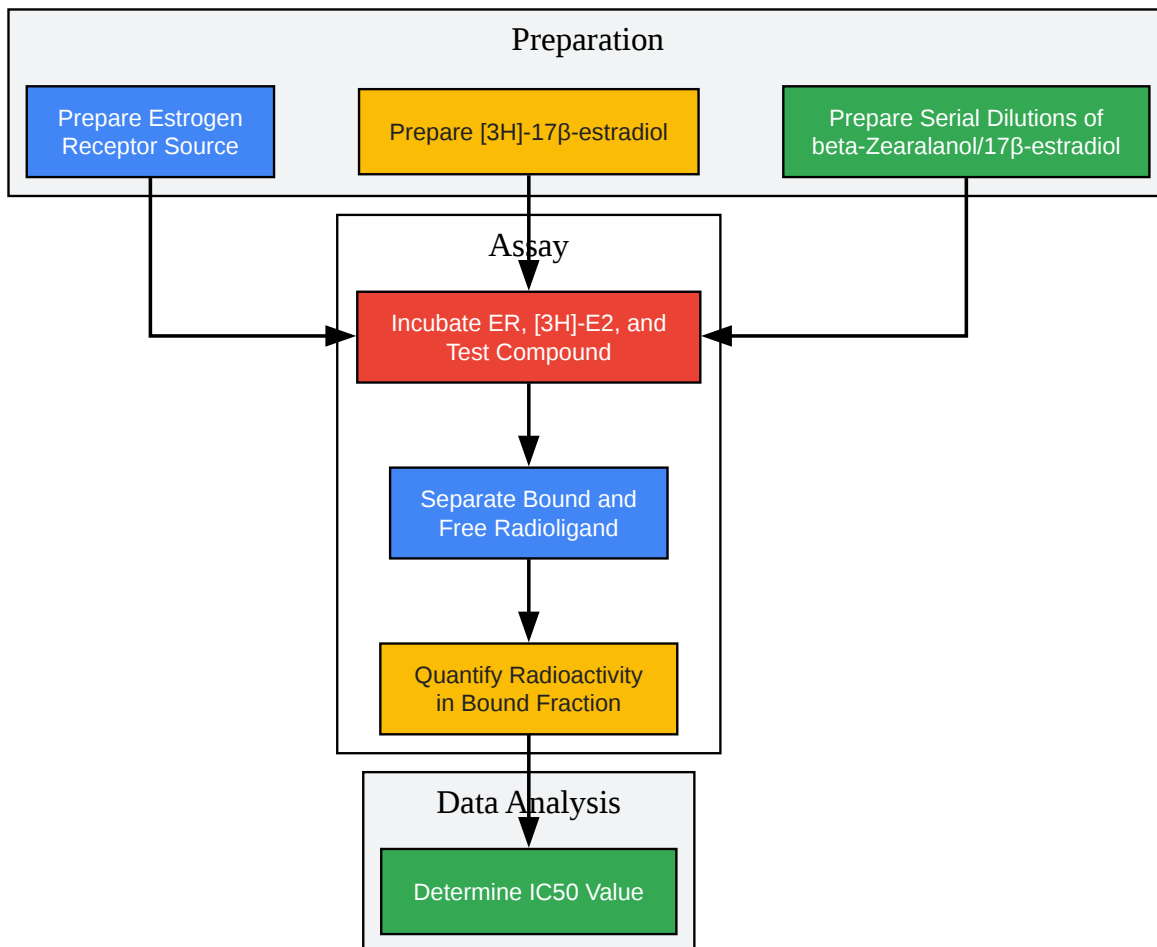 Preparation
Prepare Estrogen
Receptor Source
Prepare [3H]-17β-estradiol
Prepare Serial Dilutions of
beta-Zearalanol/17β-estradiol
Assay
Incubate ER, [3H]-E2, and
Test Compound
Separate Bound and
Free Radioligand
Quantify Radioactivity
in Bound Fraction
Data Analysis
Determine IC50 Value